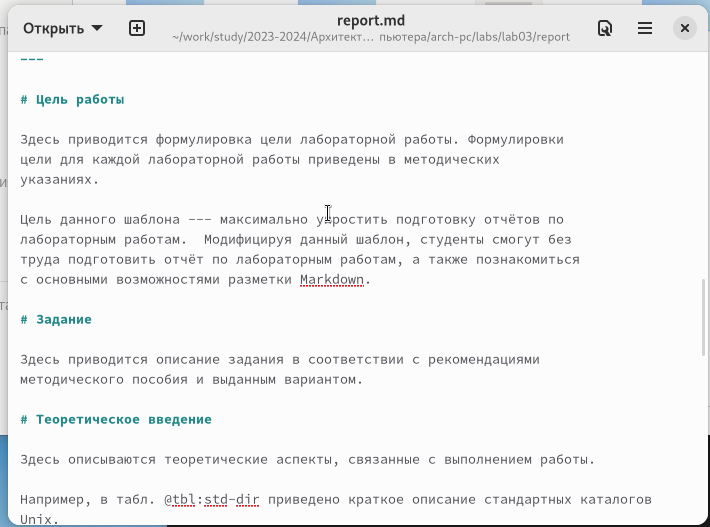 Открыть
report.md
~/work/study/2023-2024/Архитект… пьютера/arch-pc/labs/lab03/report
---
# Цель работы
Здесь приводится формулировка цели лабораторной работы. Формулировки
цели для каждой лабораторной работы приведены в методических
указаниях.
Цель данного шаблона --- максимально упростить подготовку отчётов по
лабораторным работам.  Модифицируя данный шаблон, студенты смогут без
труда подготовить отчёт по лабораторным работам, а также познакомиться
с основными возможностями разметки Markdown.
# Задание
Здесь приводится описание задания в соответствии с рекомендациями
методического пособия и выданным вариантом.
# Теоретическое введение
Здесь описываются теоретические аспекты, связанные с выполнением работы.
Например, в табл. @tbl:std-dir приведено краткое описание стандартных каталогов
Unix.